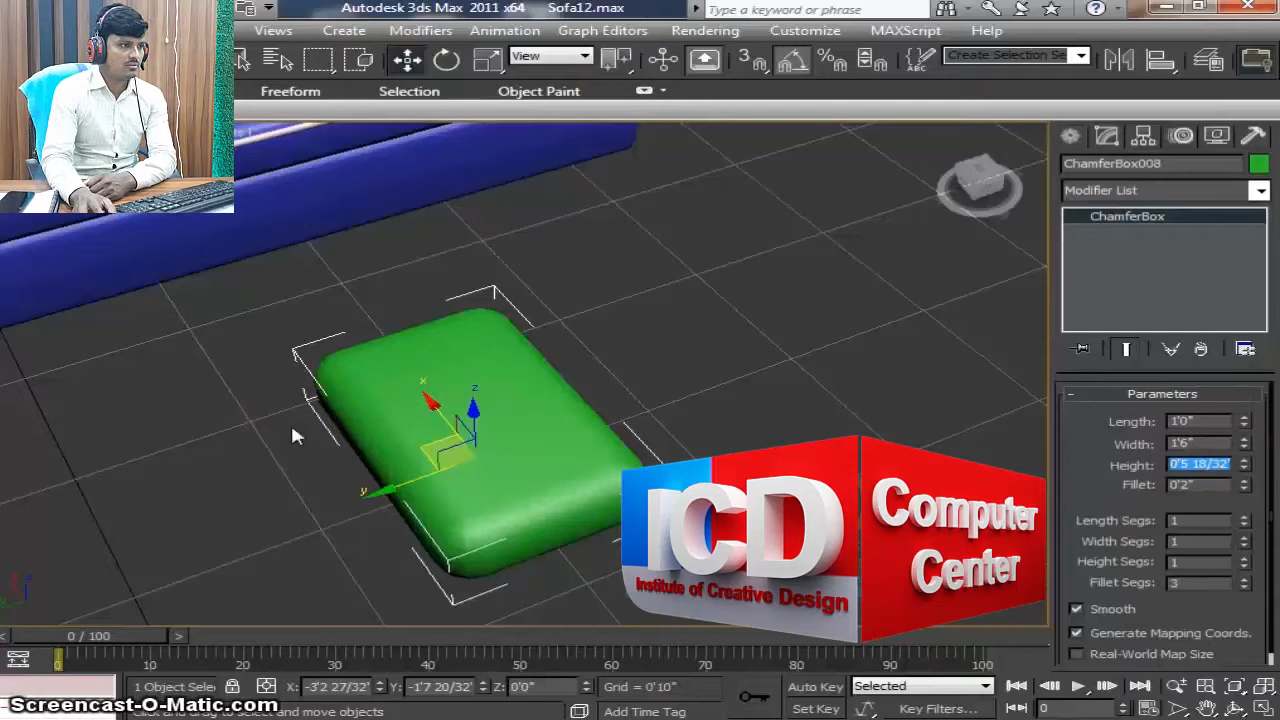 Autodesk 3ds Max 2011 x64 Sofa12.max
Type a keyword or phrase
Views Create Modifiers Animation Graph Editors Rendering Customize MAXScript Help
View
3
Create Selection Se
Freeform Selection Object Paint
ChamferBox008
Modifier List
ChamferBox
Parameters
Length: 1'0"
Width: 1'6"
Height: 0'5 18/32"
Fillet: 0'2"
Length Segs: 1
Width Segs: 1
Height Segs: 1
Fillet Segs: 3
Smooth
Generate Mapping Coords.
Real-World Map Size
x
z
y
ICD
Institute of Creative Design
Computer
Center
< 0 / 100 >
0 10 20 30 40 50 60 70 80 90 100
1 Object Selec X: -3'2 27/32" Y: -1'7 20/32" Z: 0'0" Grid = 0'10" Auto Key Selected
Click and drag to select and move objects Add Time Tag Set Key Key Filters... 0
Screencast-O-Matic.com